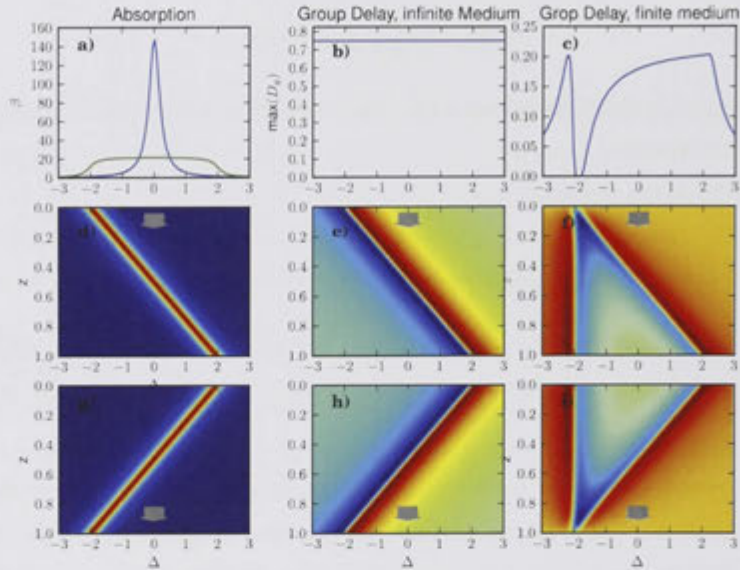 Absorption
Group Delay, infinite Medium
Grop Delay, finite medium
a)
b)
c)
β
160
140
120
100
80
60
40
20
0
-3 -2 -1 0 1 2 3
0.8
0.7
0.6
0.5
0.4
0.3
0.2
0.1
0.0
-3 -2 -1 0 1 2 3
0.25
0.20
0.15
0.10
0.05
0.00
-3 -2 -1 0 1 2 3
d)
z
0.0
0.2
0.4
0.6
0.8
1.0
-3 -2 -1 0 1 2 3
Δ
e)
0.0
0.2
0.4
0.6
0.8
1.0
-3 -2 -1 0 1 2 3
f)
z
0.0
0.2
0.4
0.6
0.8
1.0
-3 -2 -1 0 1 2 3
z
0.0
0.2
0.4
0.6
0.8
1.0
-3 -2 -1 0 1 2 3
Δ
h)
0.0
0.2
0.4
0.6
0.8
1.0
-3 -2 -1 0 1 2 3
Δ
z
0.0
0.2
0.4
0.6
0.8
1.0
-3 -2 -1 0 1 2 3
Δ